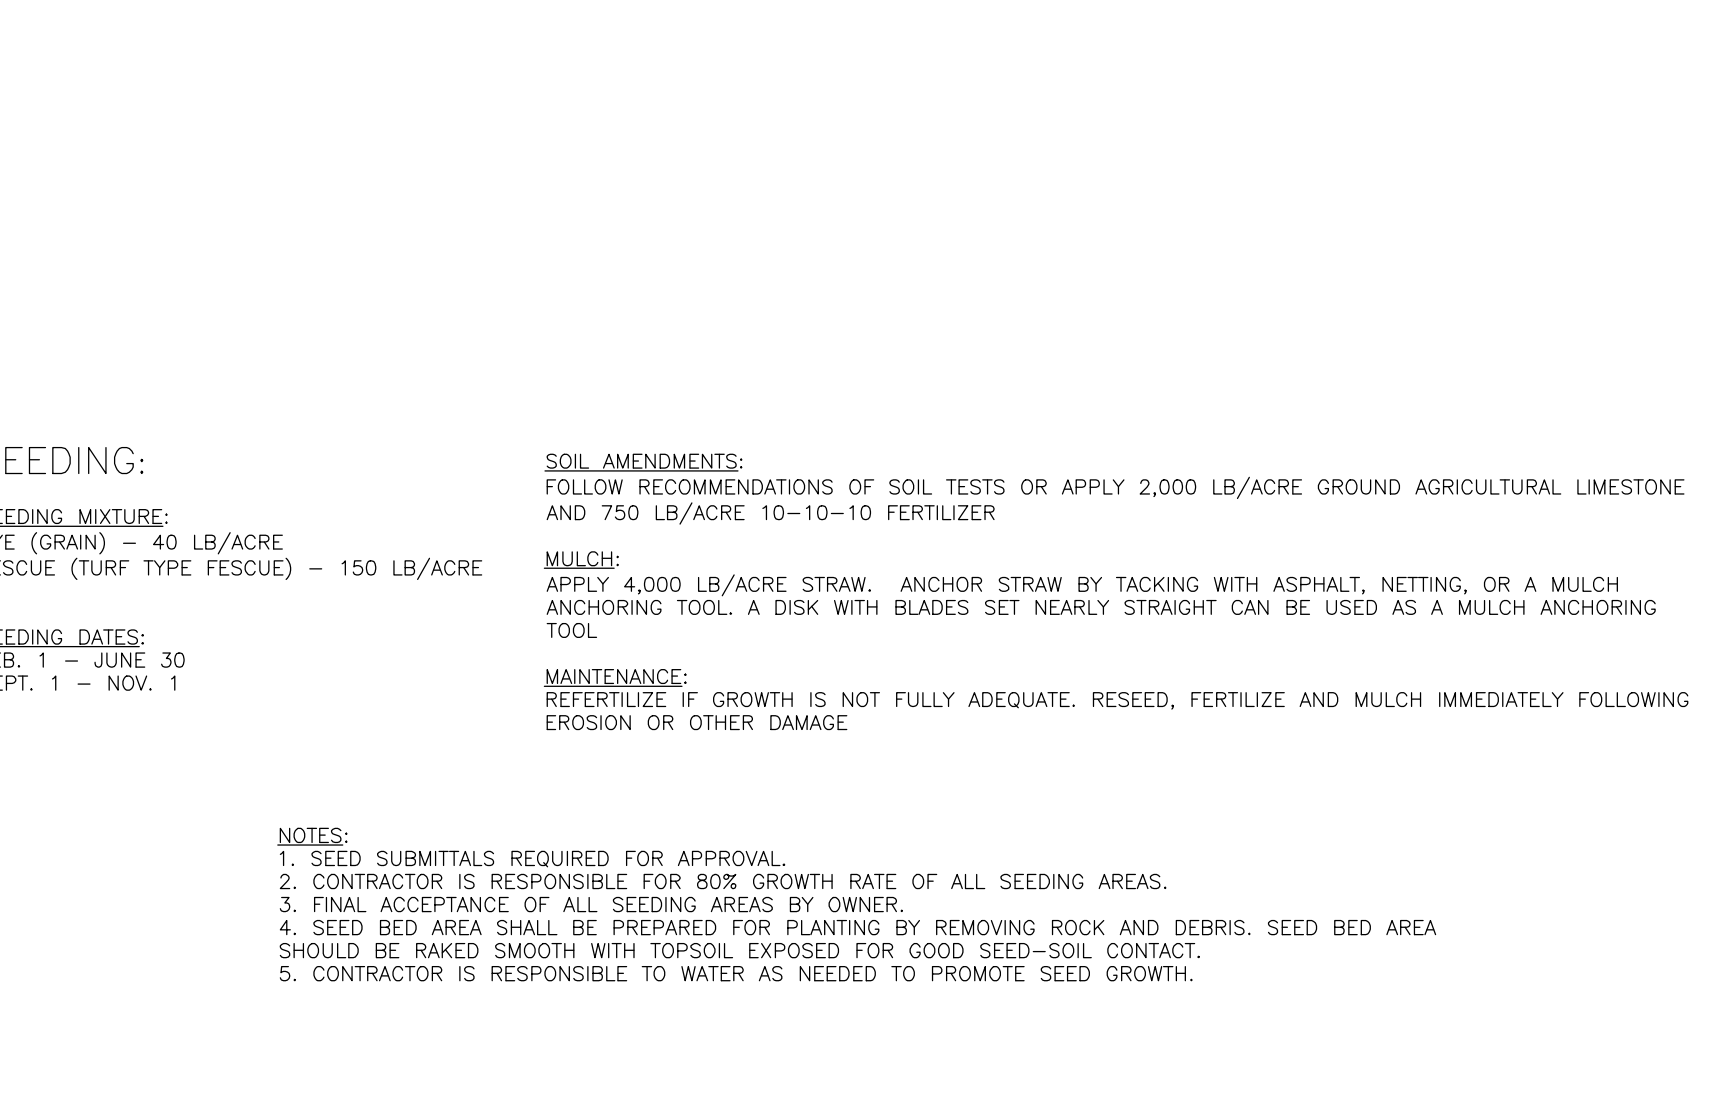 EEDING:
EEDING MIXTURE:
YE (GRAIN) – 40 LB/ACRE
ESCUE (TURF TYPE FESCUE) – 150 LB/ACRE
EEDING DATES:
EB. 1 – JUNE 30
EPT. 1 – NOV. 1
SOIL AMENDMENTS:
FOLLOW RECOMMENDATIONS OF SOIL TESTS OR APPLY 2,000 LB/ACRE GROUND AGRICULTURAL LIMESTONE
AND 750 LB/ACRE 10–10–10 FERTILIZER
MULCH:
APPLY 4,000 LB/ACRE STRAW.  ANCHOR STRAW BY TACKING WITH ASPHALT, NETTING, OR A MULCH
ANCHORING TOOL. A DISK WITH BLADES SET NEARLY STRAIGHT CAN BE USED AS A MULCH ANCHORING
TOOL
MAINTENANCE:
REFERTILIZE IF GROWTH IS NOT FULLY ADEQUATE. RESEED, FERTILIZE AND MULCH IMMEDIATELY FOLLOWING
EROSION OR OTHER DAMAGE
NOTES:
1. SEED SUBMITTALS REQUIRED FOR APPROVAL.
2. CONTRACTOR IS RESPONSIBLE FOR 80% GROWTH RATE OF ALL SEEDING AREAS.
3. FINAL ACCEPTANCE OF ALL SEEDING AREAS BY OWNER.
4. SEED BED AREA SHALL BE PREPARED FOR PLANTING BY REMOVING ROCK AND DEBRIS. SEED BED AREA
SHOULD BE RAKED SMOOTH WITH TOPSOIL EXPOSED FOR GOOD SEED–SOIL CONTACT.
5. CONTRACTOR IS RESPONSIBLE TO WATER AS NEEDED TO PROMOTE SEED GROWTH.